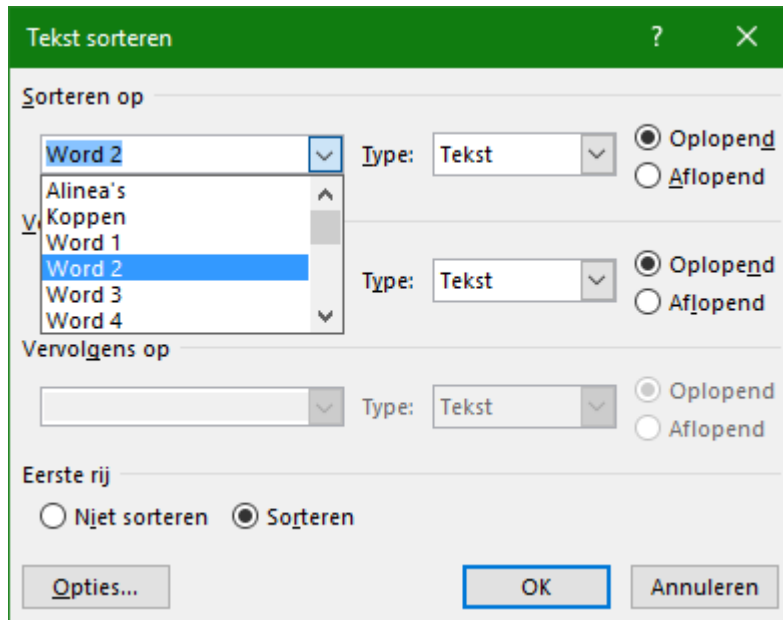 Tekst sorteren ?
Sorteren op
Word 2 Type: Tekst Oplopend
Aflopend
Alinea's
Koppen
Word 1
Word 2
Word 3
Word 4
Type: Tekst Oplopend
Aflopend
Vervolgens op
Type: Tekst Oplopend
Aflopend
Eerste rij
Niet sorteren Sorteren
Opties... OK Annuleren